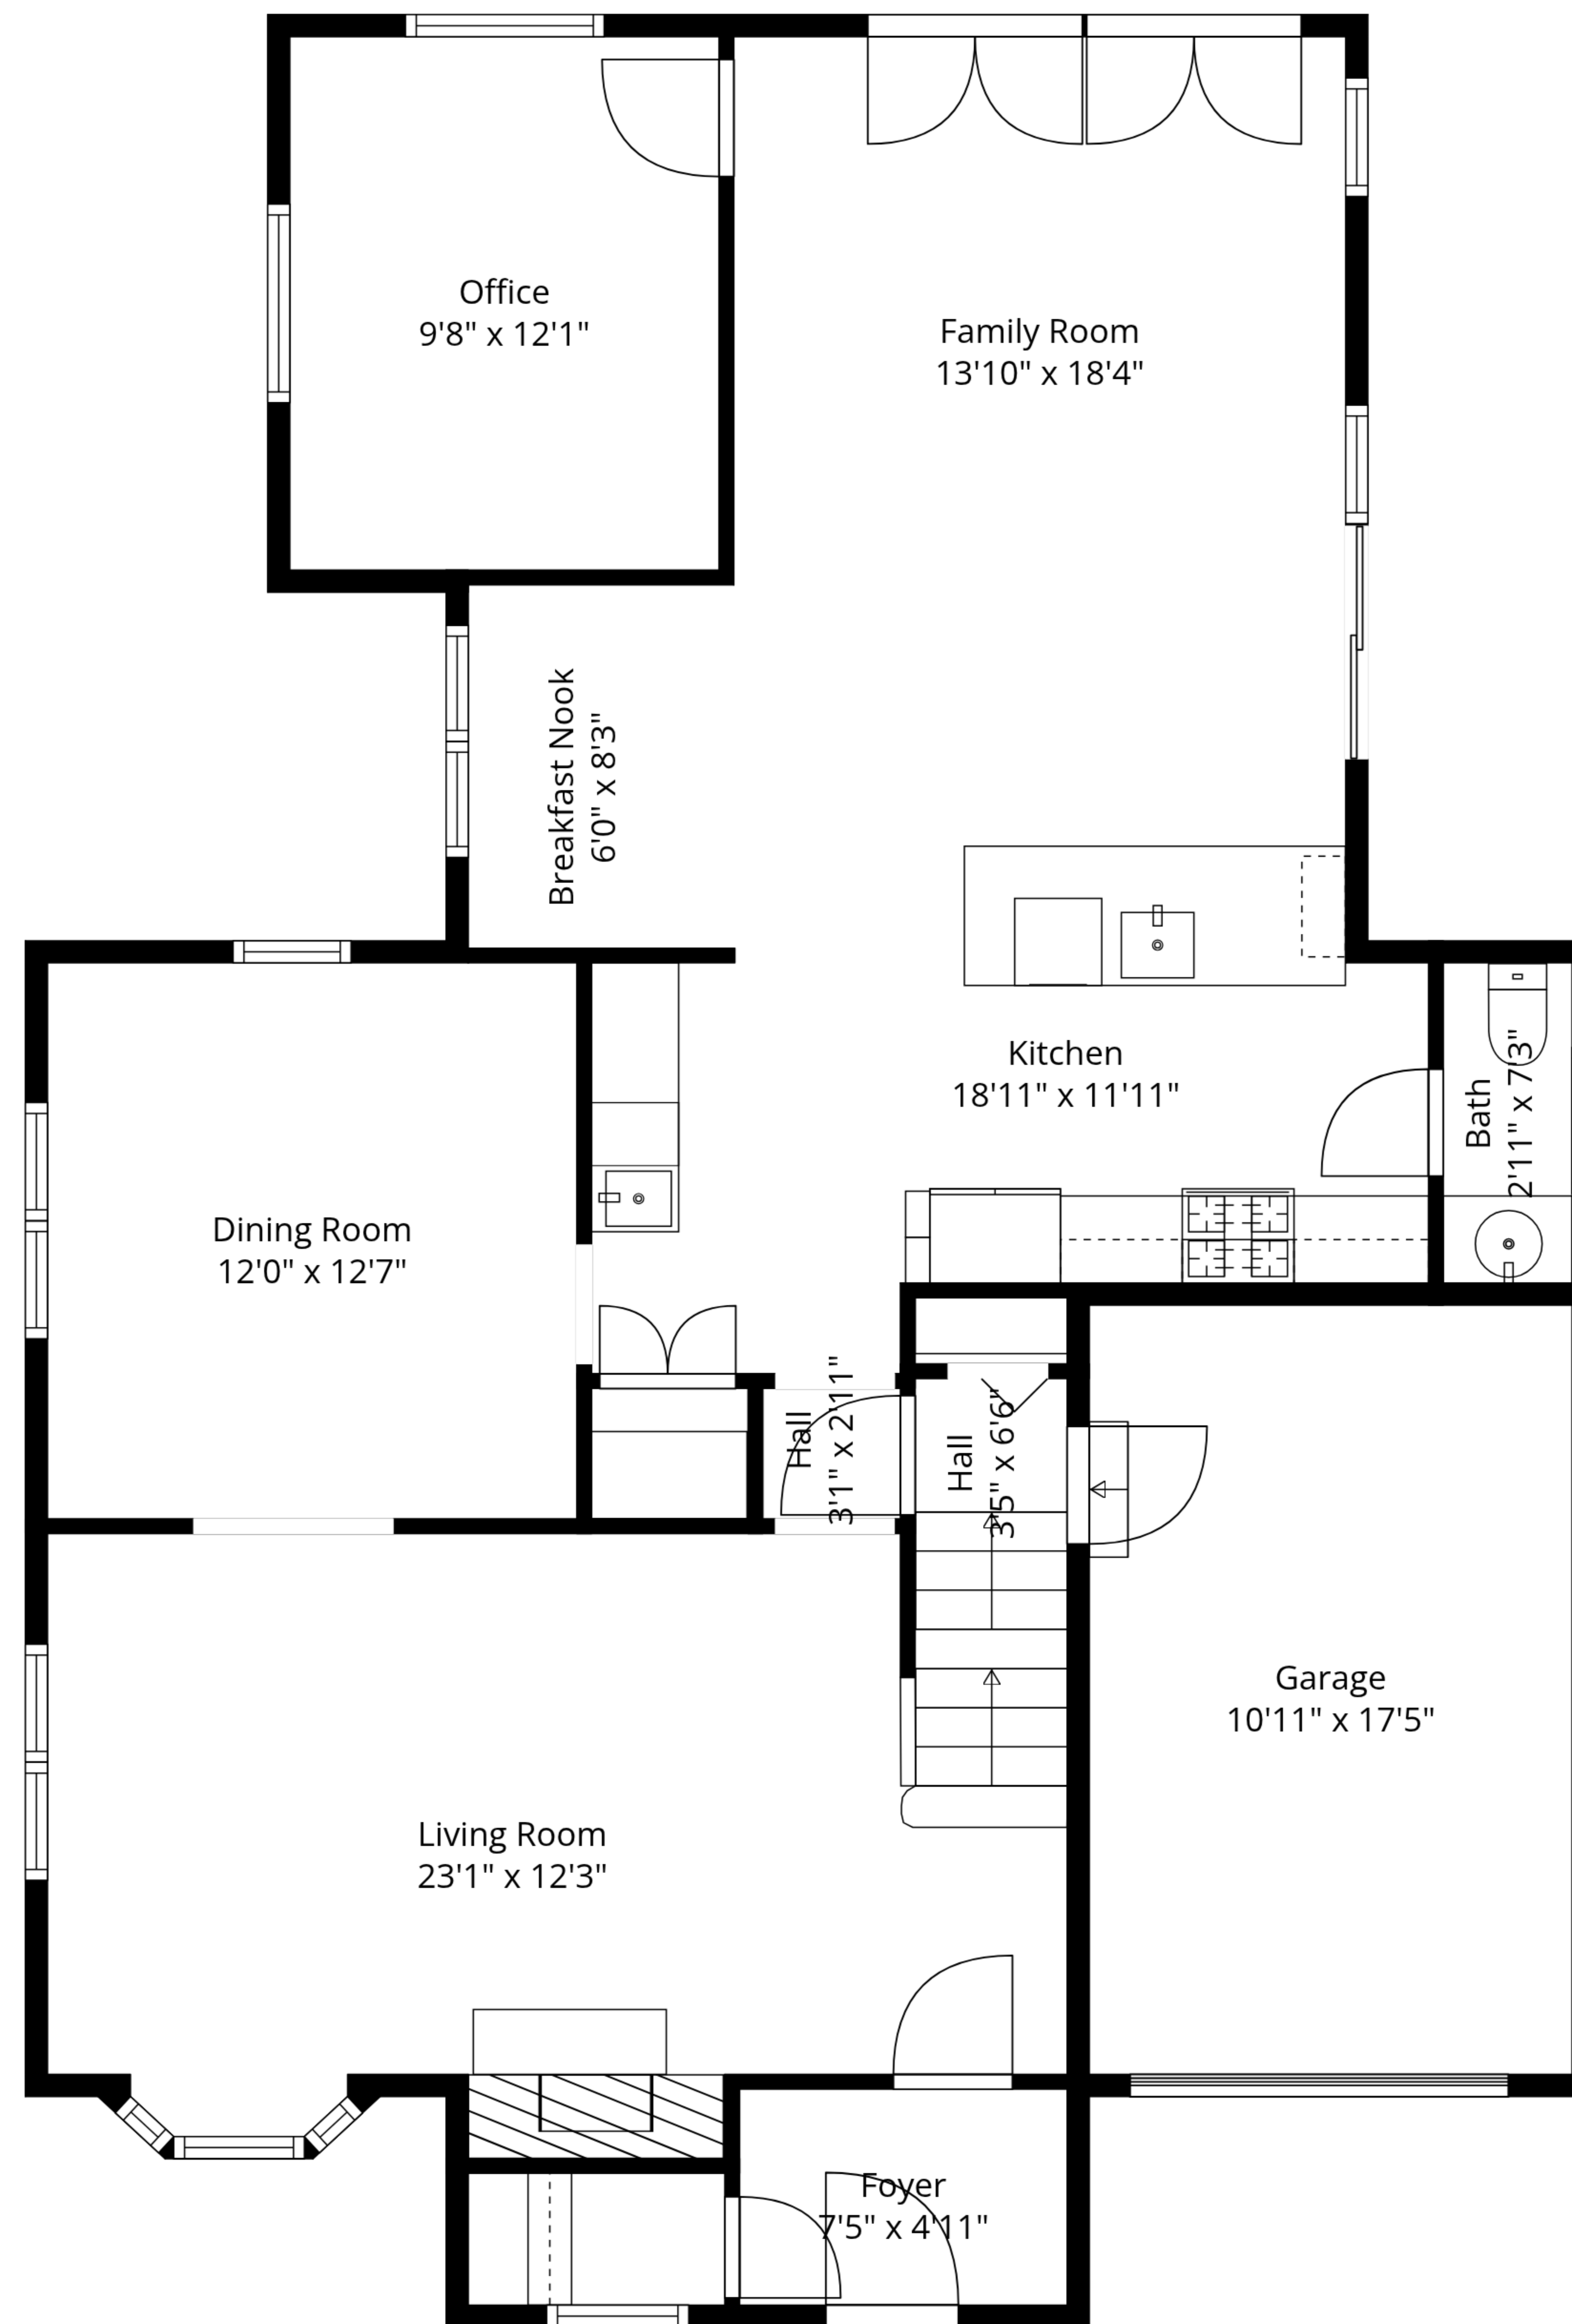 Office
9'8" x 12'1"
Family Room
13'10" x 18'4"
Breakfast Nook
6'0" x 8'3"
Kitchen
18'11" x 11'11"
Bath
2'11" x 7'3"
Dining Room
12'0" x 12'7"
Hall
3'1" x 2'11"
Hall
3'5" x 6'6"
Garage
10'11" x 17'5"
Living Room
23'1" x 12'3"
Foyer
7'5" x 4'11"